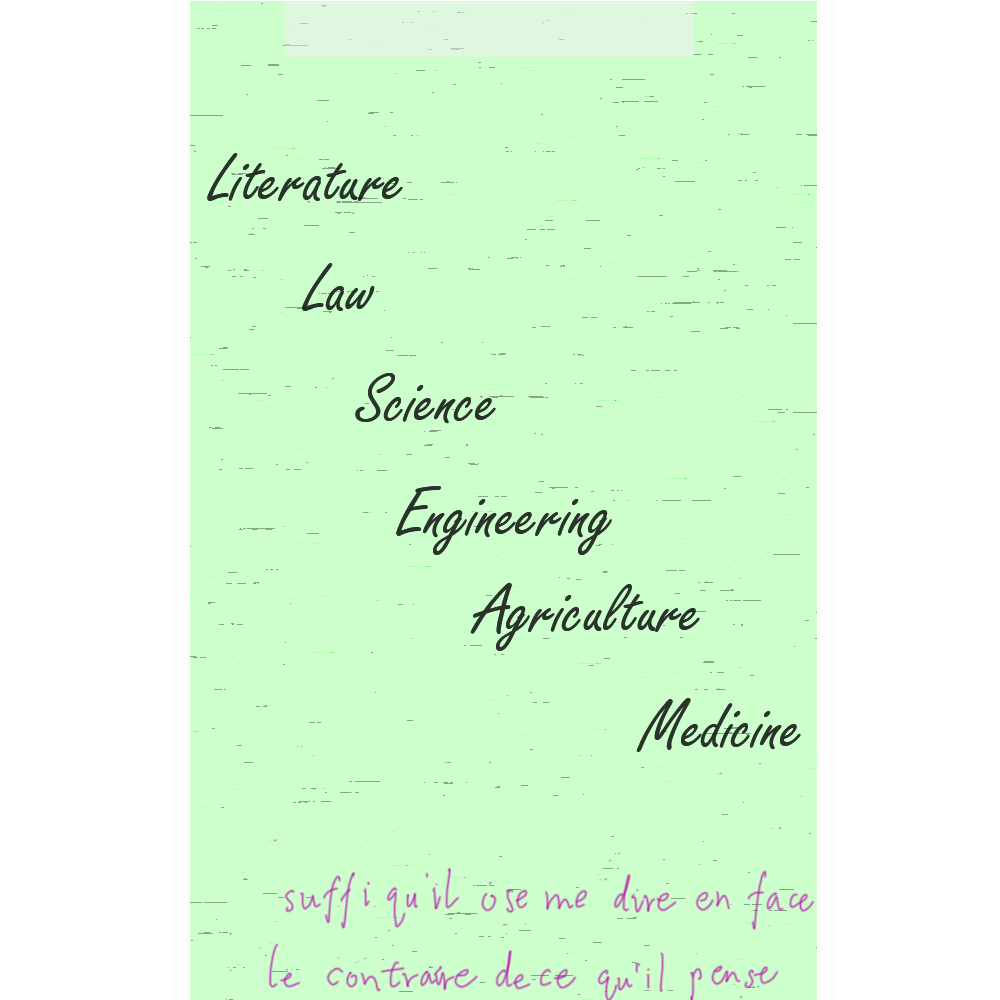 Literature
Law
Science
Engineering
Agriculture
Medicine
suffi qu'il ose me dire en face
le contraire de ce qu'il pense